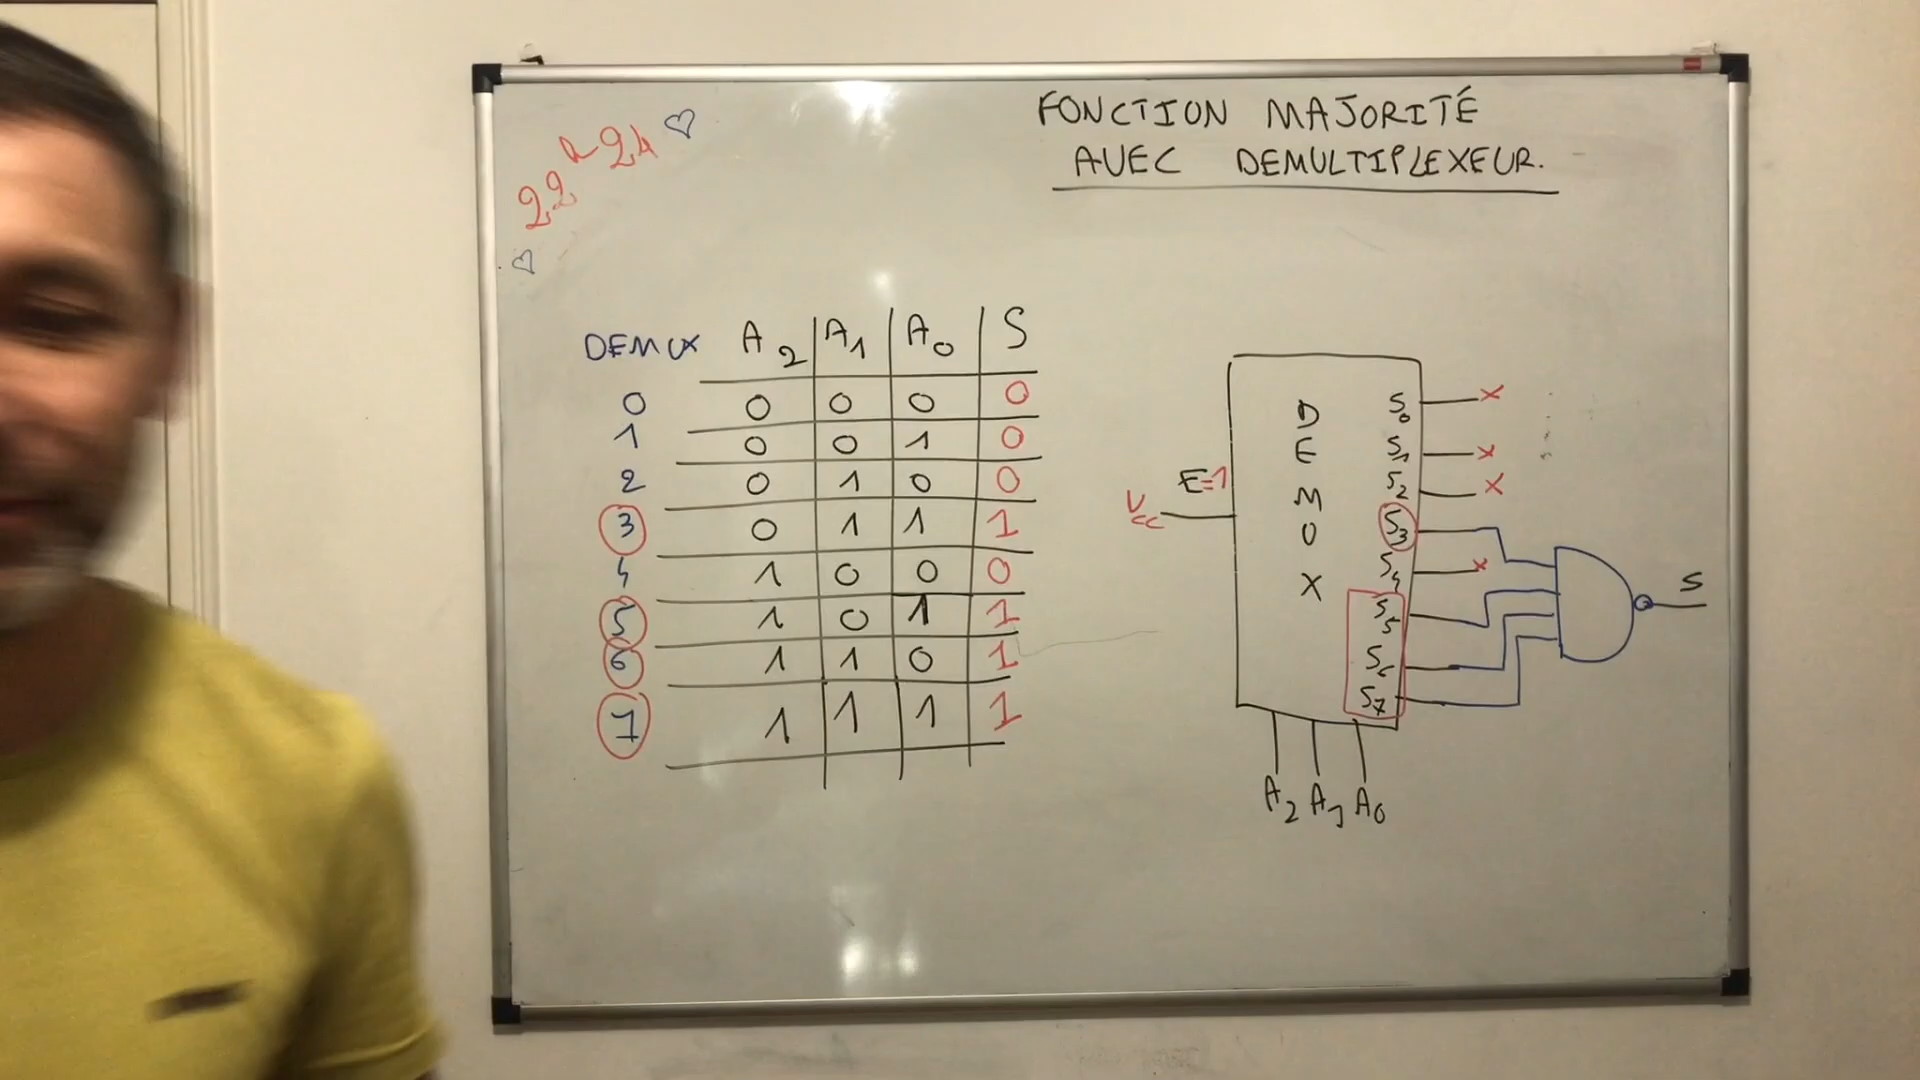 FONCTION MAJORITÉ
AVEC DEMULTIPLEXEUR.
DEMUX A2 A1 A0 S
0 0 0 0 0
1 0 0 1 0
2 0 1 0 0
3 0 1 1 1
4 1 0 0 0
5 1 0 1 1
6 1 1 0 1
7 1 1 1 1
Vcc
E=1
DEMUX
S0 x
S1 x
S2 x
S3
S4 x
S5
S6
S7
S
A2 A1 A0